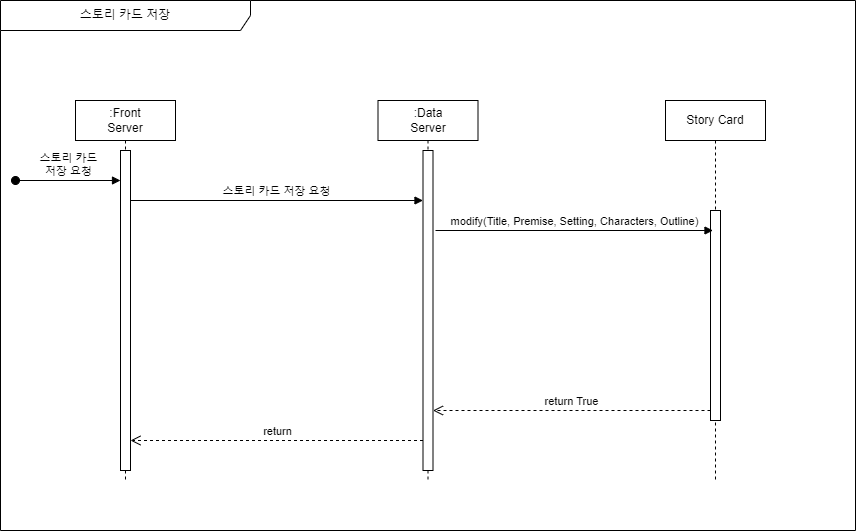 스토리 카드 저장
:Front
Server
:Data
Server
Story Card
스토리 카드
저장 요청
스토리 카드 저장 요청
modify(Title, Premise, Setting, Characters, Outline)
return True
return